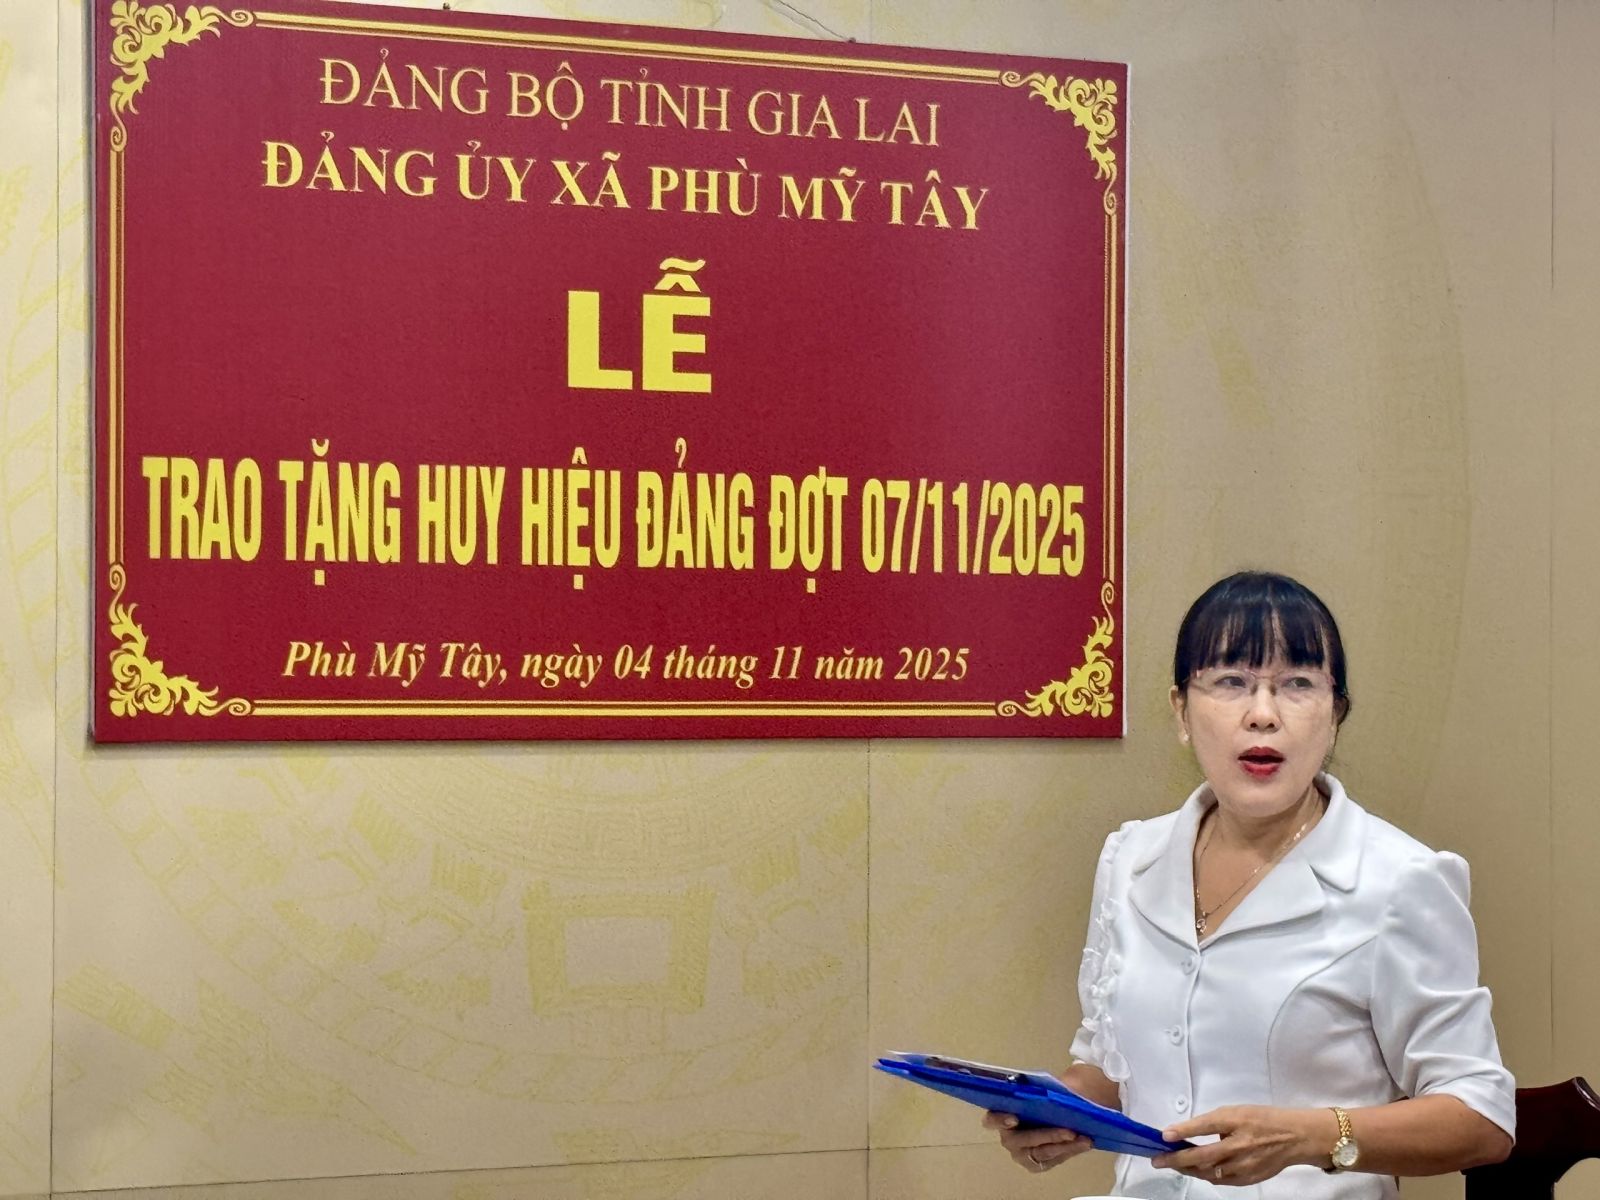 ĐẢNG BỘ TỈNH GIA LAI
ĐẢNG ỦY XÃ PHÙ MỸ TÂY
LỄ
TRAO TẶNG HUY HIỆU ĐẢNG ĐỢT 07/11/2025
Phù Mỹ Tây, ngày 04 tháng 11 năm 2025